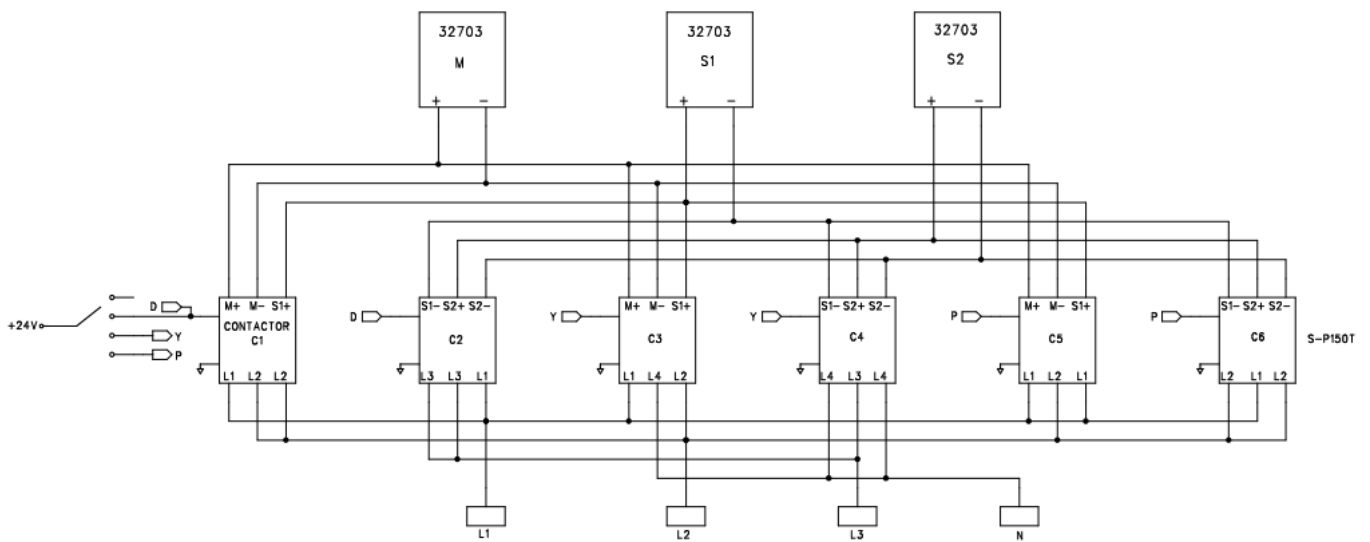 32703 32703 32703
M S1 S2
+ - + - + -
+24V D Y P
M+ M- S1+
CONTACTOR
C1
L1 L2 L2
D
S1- S2+ S2-
C2
L3 L3 L1
Y
M+ M- S1+
C3
L1 L4 L2
Y
S1- S2+ S2-
C4
L4 L3 L4
P
M+ M- S1+
C5
L1 L2 L1
P
S1- S2+ S2-
C6
L2 L1 L2
S-P150T
L1 L2 L3 N